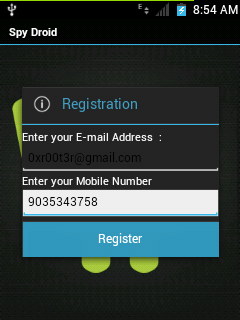 E 8:54 AM
Spy Droid
Registration
Enter your E-mail Address :
0xr00t3r@gmail.com
Enter your Mobile Number
9035343758
Register